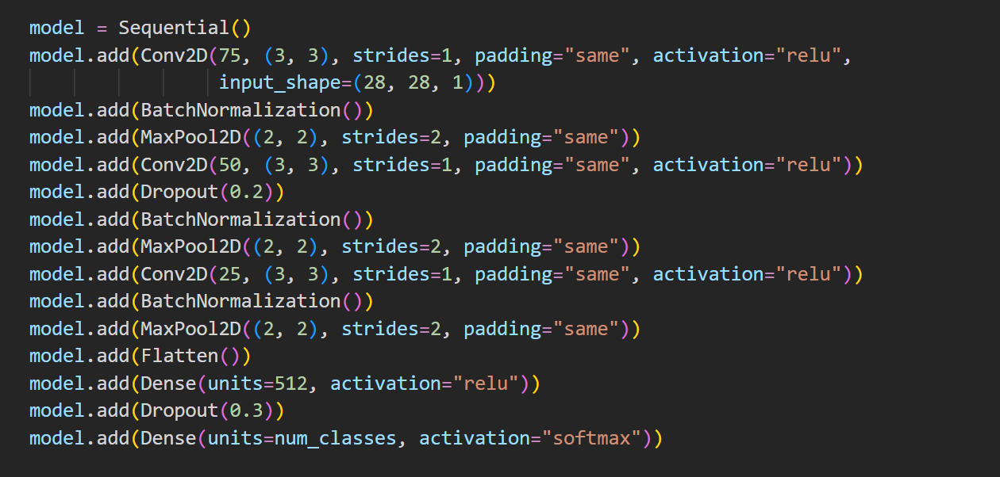 model = Sequential()
model.add(Conv2D(75, (3, 3), strides=1, padding="same", activation="relu",
                 input_shape=(28, 28, 1)))
model.add(BatchNormalization())
model.add(MaxPool2D((2, 2), strides=2, padding="same"))
model.add(Conv2D(50, (3, 3), strides=1, padding="same", activation="relu"))
model.add(Dropout(0.2))
model.add(BatchNormalization())
model.add(MaxPool2D((2, 2), strides=2, padding="same"))
model.add(Conv2D(25, (3, 3), strides=1, padding="same", activation="relu"))
model.add(BatchNormalization())
model.add(MaxPool2D((2, 2), strides=2, padding="same"))
model.add(Flatten())
model.add(Dense(units=512, activation="relu"))
model.add(Dropout(0.3))
model.add(Dense(units=num_classes, activation="softmax"))